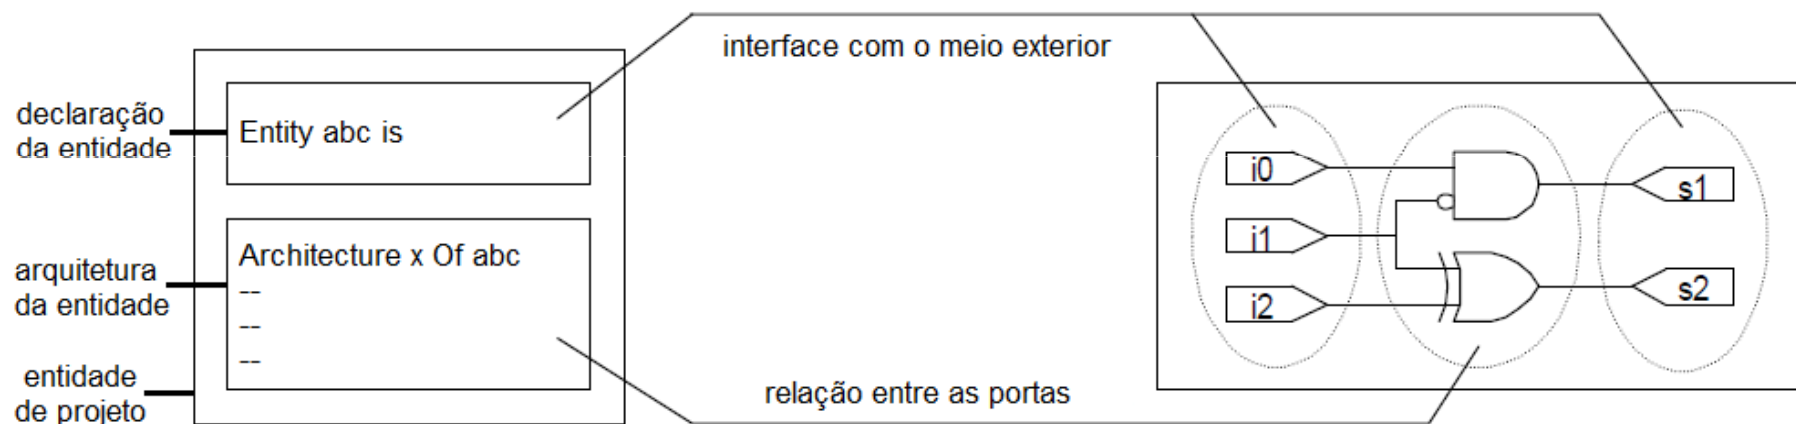 interface com o meio exterior
declaração
da entidade
Entity abc is
i0
i1
i2
s1
s2
Architecture x Of abc
--
--
--
arquitetura
da entidade
entidade
de projeto
relação entre as portas